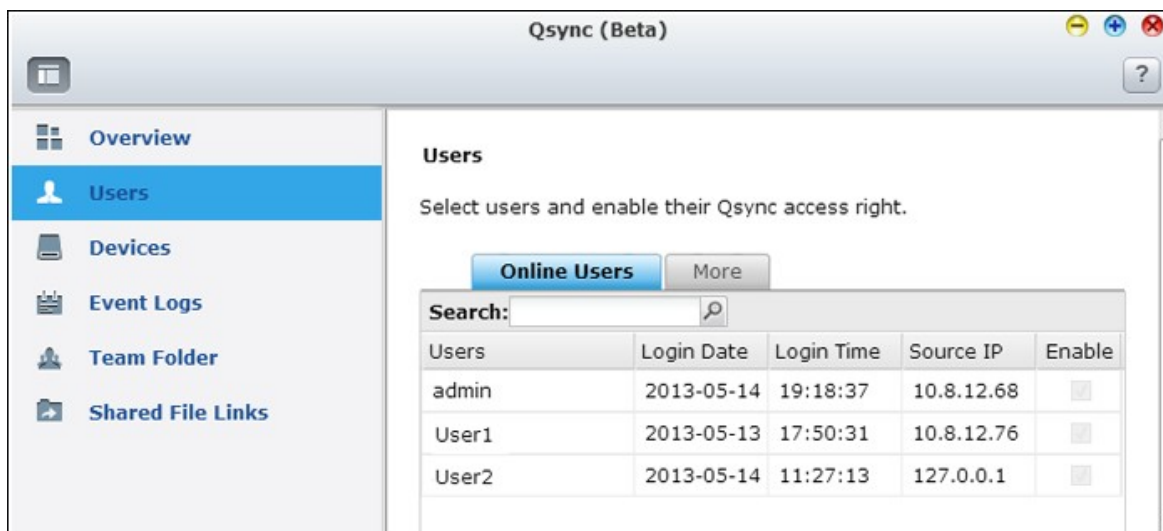 Qsync (Beta)
?
Overview
Users
Devices
Event Logs
Team Folder
Shared File Links
Users
Select users and enable their Qsync access right.
Online Users More
Search:
Users Login Date Login Time Source IP Enable
admin 2013-05-14 19:18:37 10.8.12.68
User1 2013-05-13 17:50:31 10.8.12.76
User2 2013-05-14 11:27:13 127.0.0.1